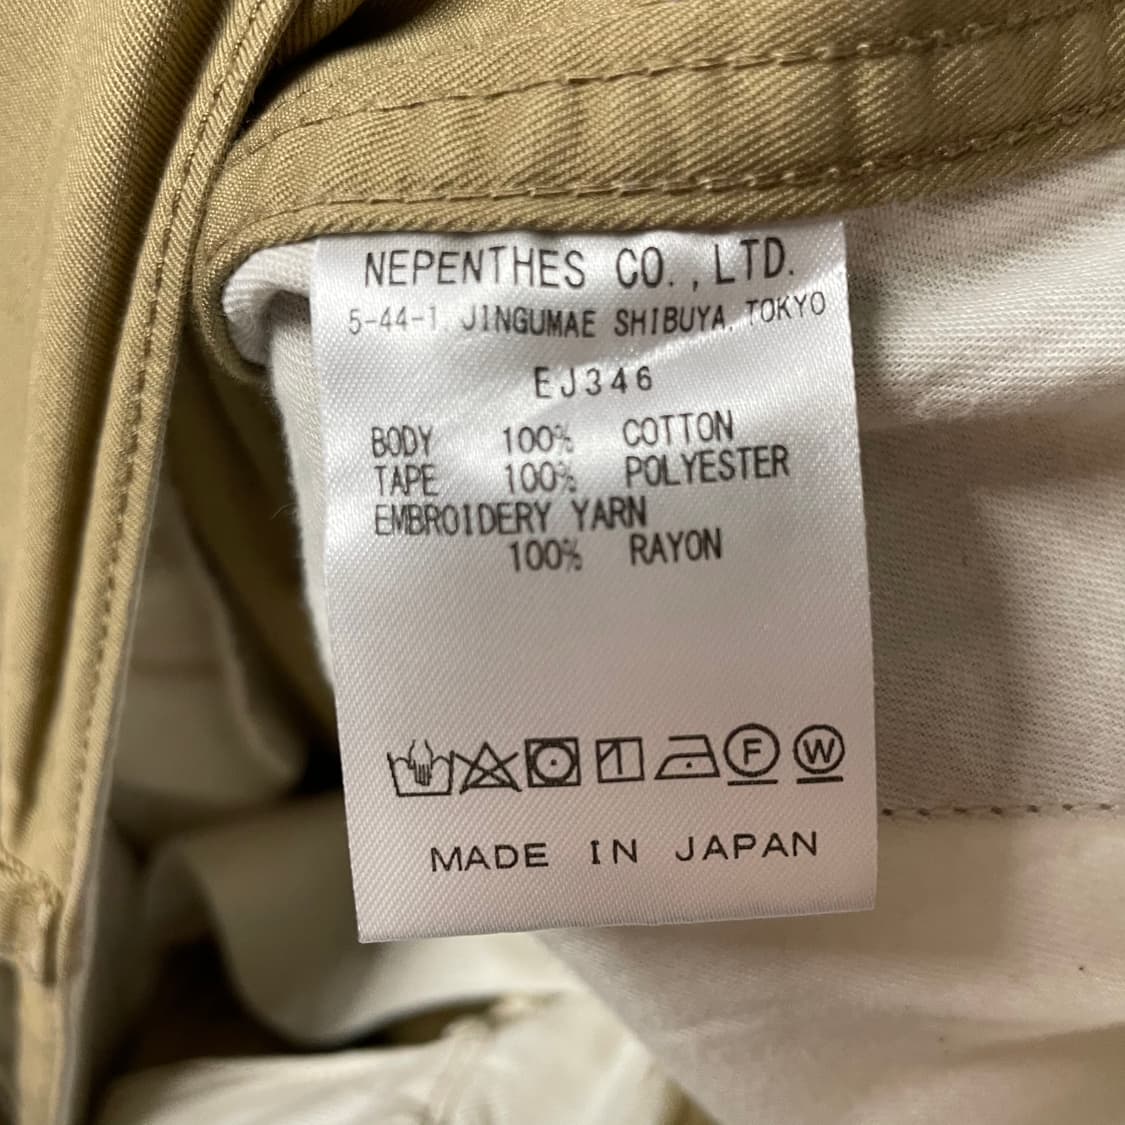 NEPENTHES CO.,LTD.
5-44-1 JINGUMAE SHIBUYA, TOKYO
EJ346
BODY 100% COTTON
TAPE 100% POLYESTER
EMBROIDERY YARN
100% RAYON
F W
MADE IN JAPAN